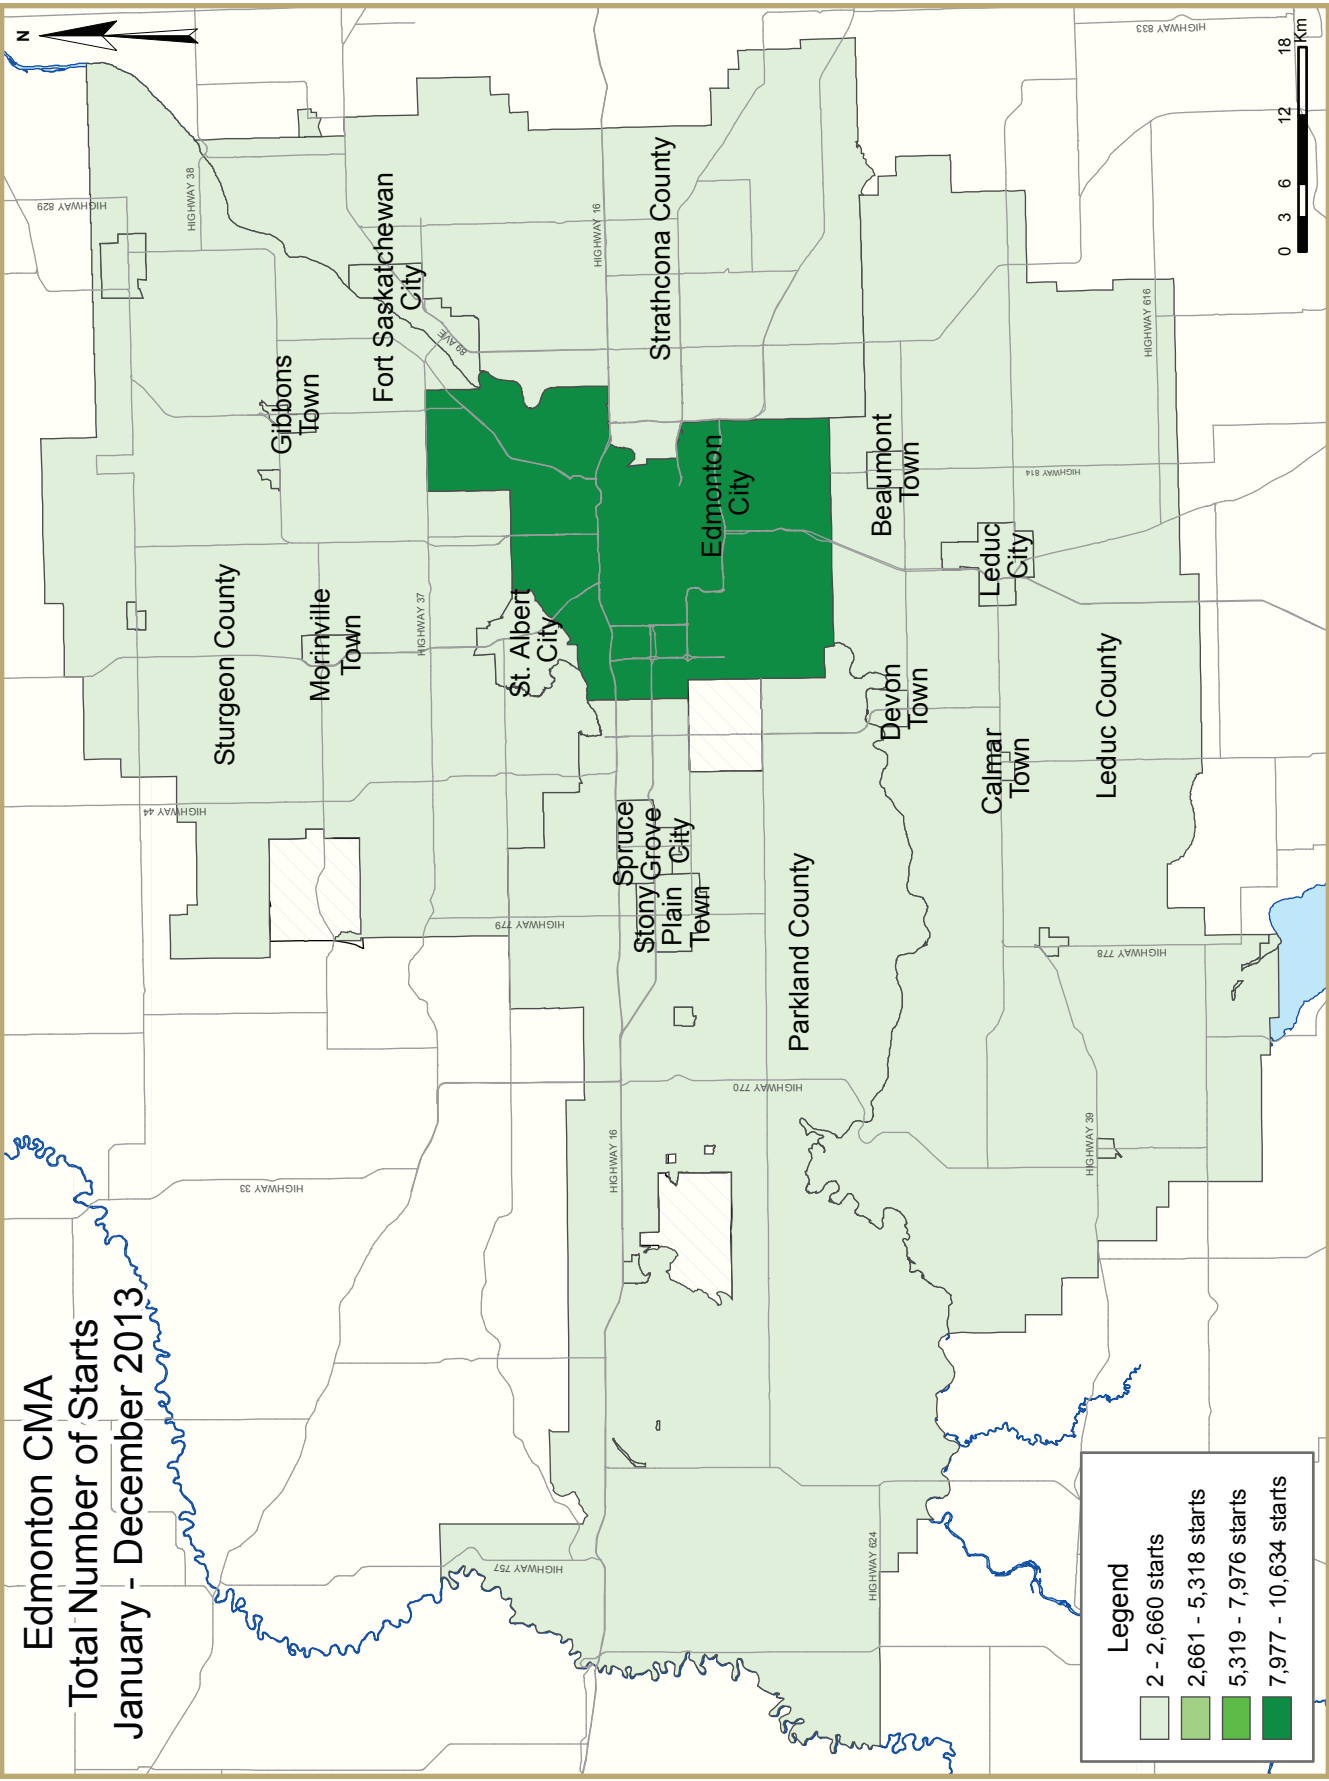 Edmonton CMA
Total Number of Starts
January - December 2013
N
HIGHWAY 829
HIGHWAY 38
HIGHWAY 44
HIGHWAY 33
Sturgeon County
Gibbons
Town
Morinville
Town
Fort Saskatchewan
City
HIGHWAY 37
89 AVE
St. Albert
City
HIGHWAY 779
HIGHWAY 757
HIGHWAY 16
HIGHWAY 16
Spruce
Grove
City
Stony
Plain
Town
Strathcona County
Edmonton
City
HIGHWAY 770
Parkland County
HIGHWAY 624
Beaumont
Town
Devon
Town
Calmar
Town
Leduc
City
HIGHWAY 814
Leduc County
HIGHWAY 39
HIGHWAY 778
HIGHWAY 616
HIGHWAY 833
Legend
2 - 2,660 starts
2,661 - 5,318 starts
5,319 - 7,976 starts
7,977 - 10,634 starts
0 3 6 12 18
Km